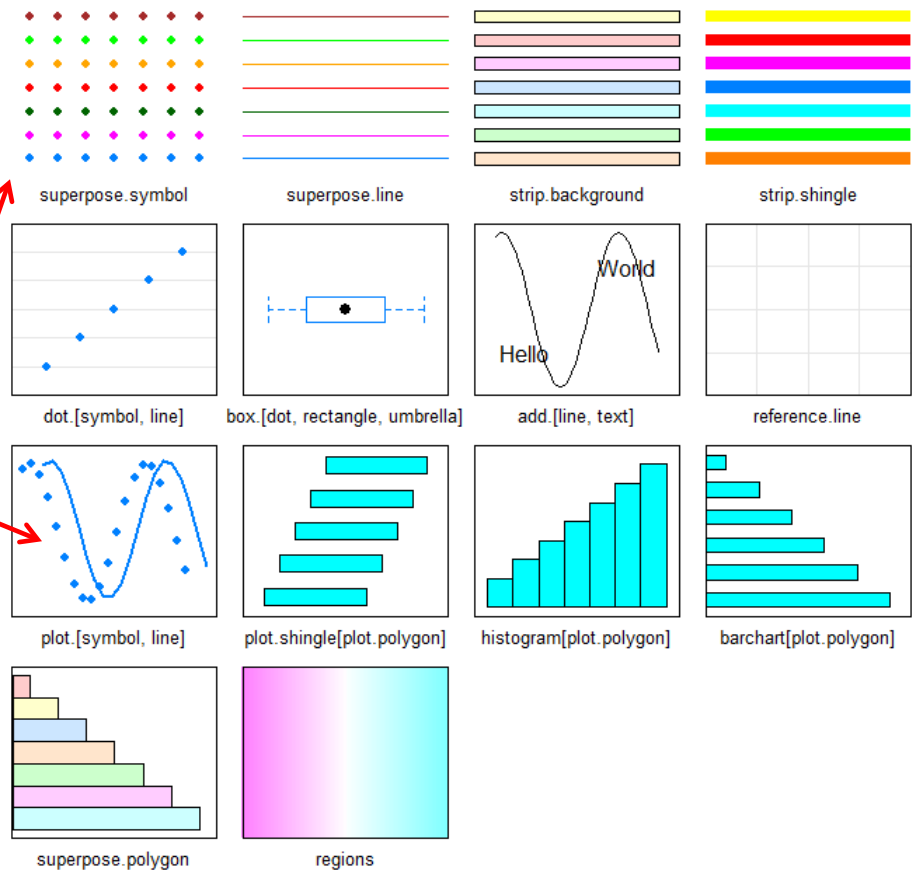 superpose.symbol
superpose.line
strip.background
strip.shingle
World
Hello
dot.[symbol, line]
box.[dot, rectangle, umbrella]
add.[line, text]
reference.line
plot.[symbol, line]
plot.shingle[plot.polygon]
histogram[plot.polygon]
barchart[plot.polygon]
superpose.polygon
regions